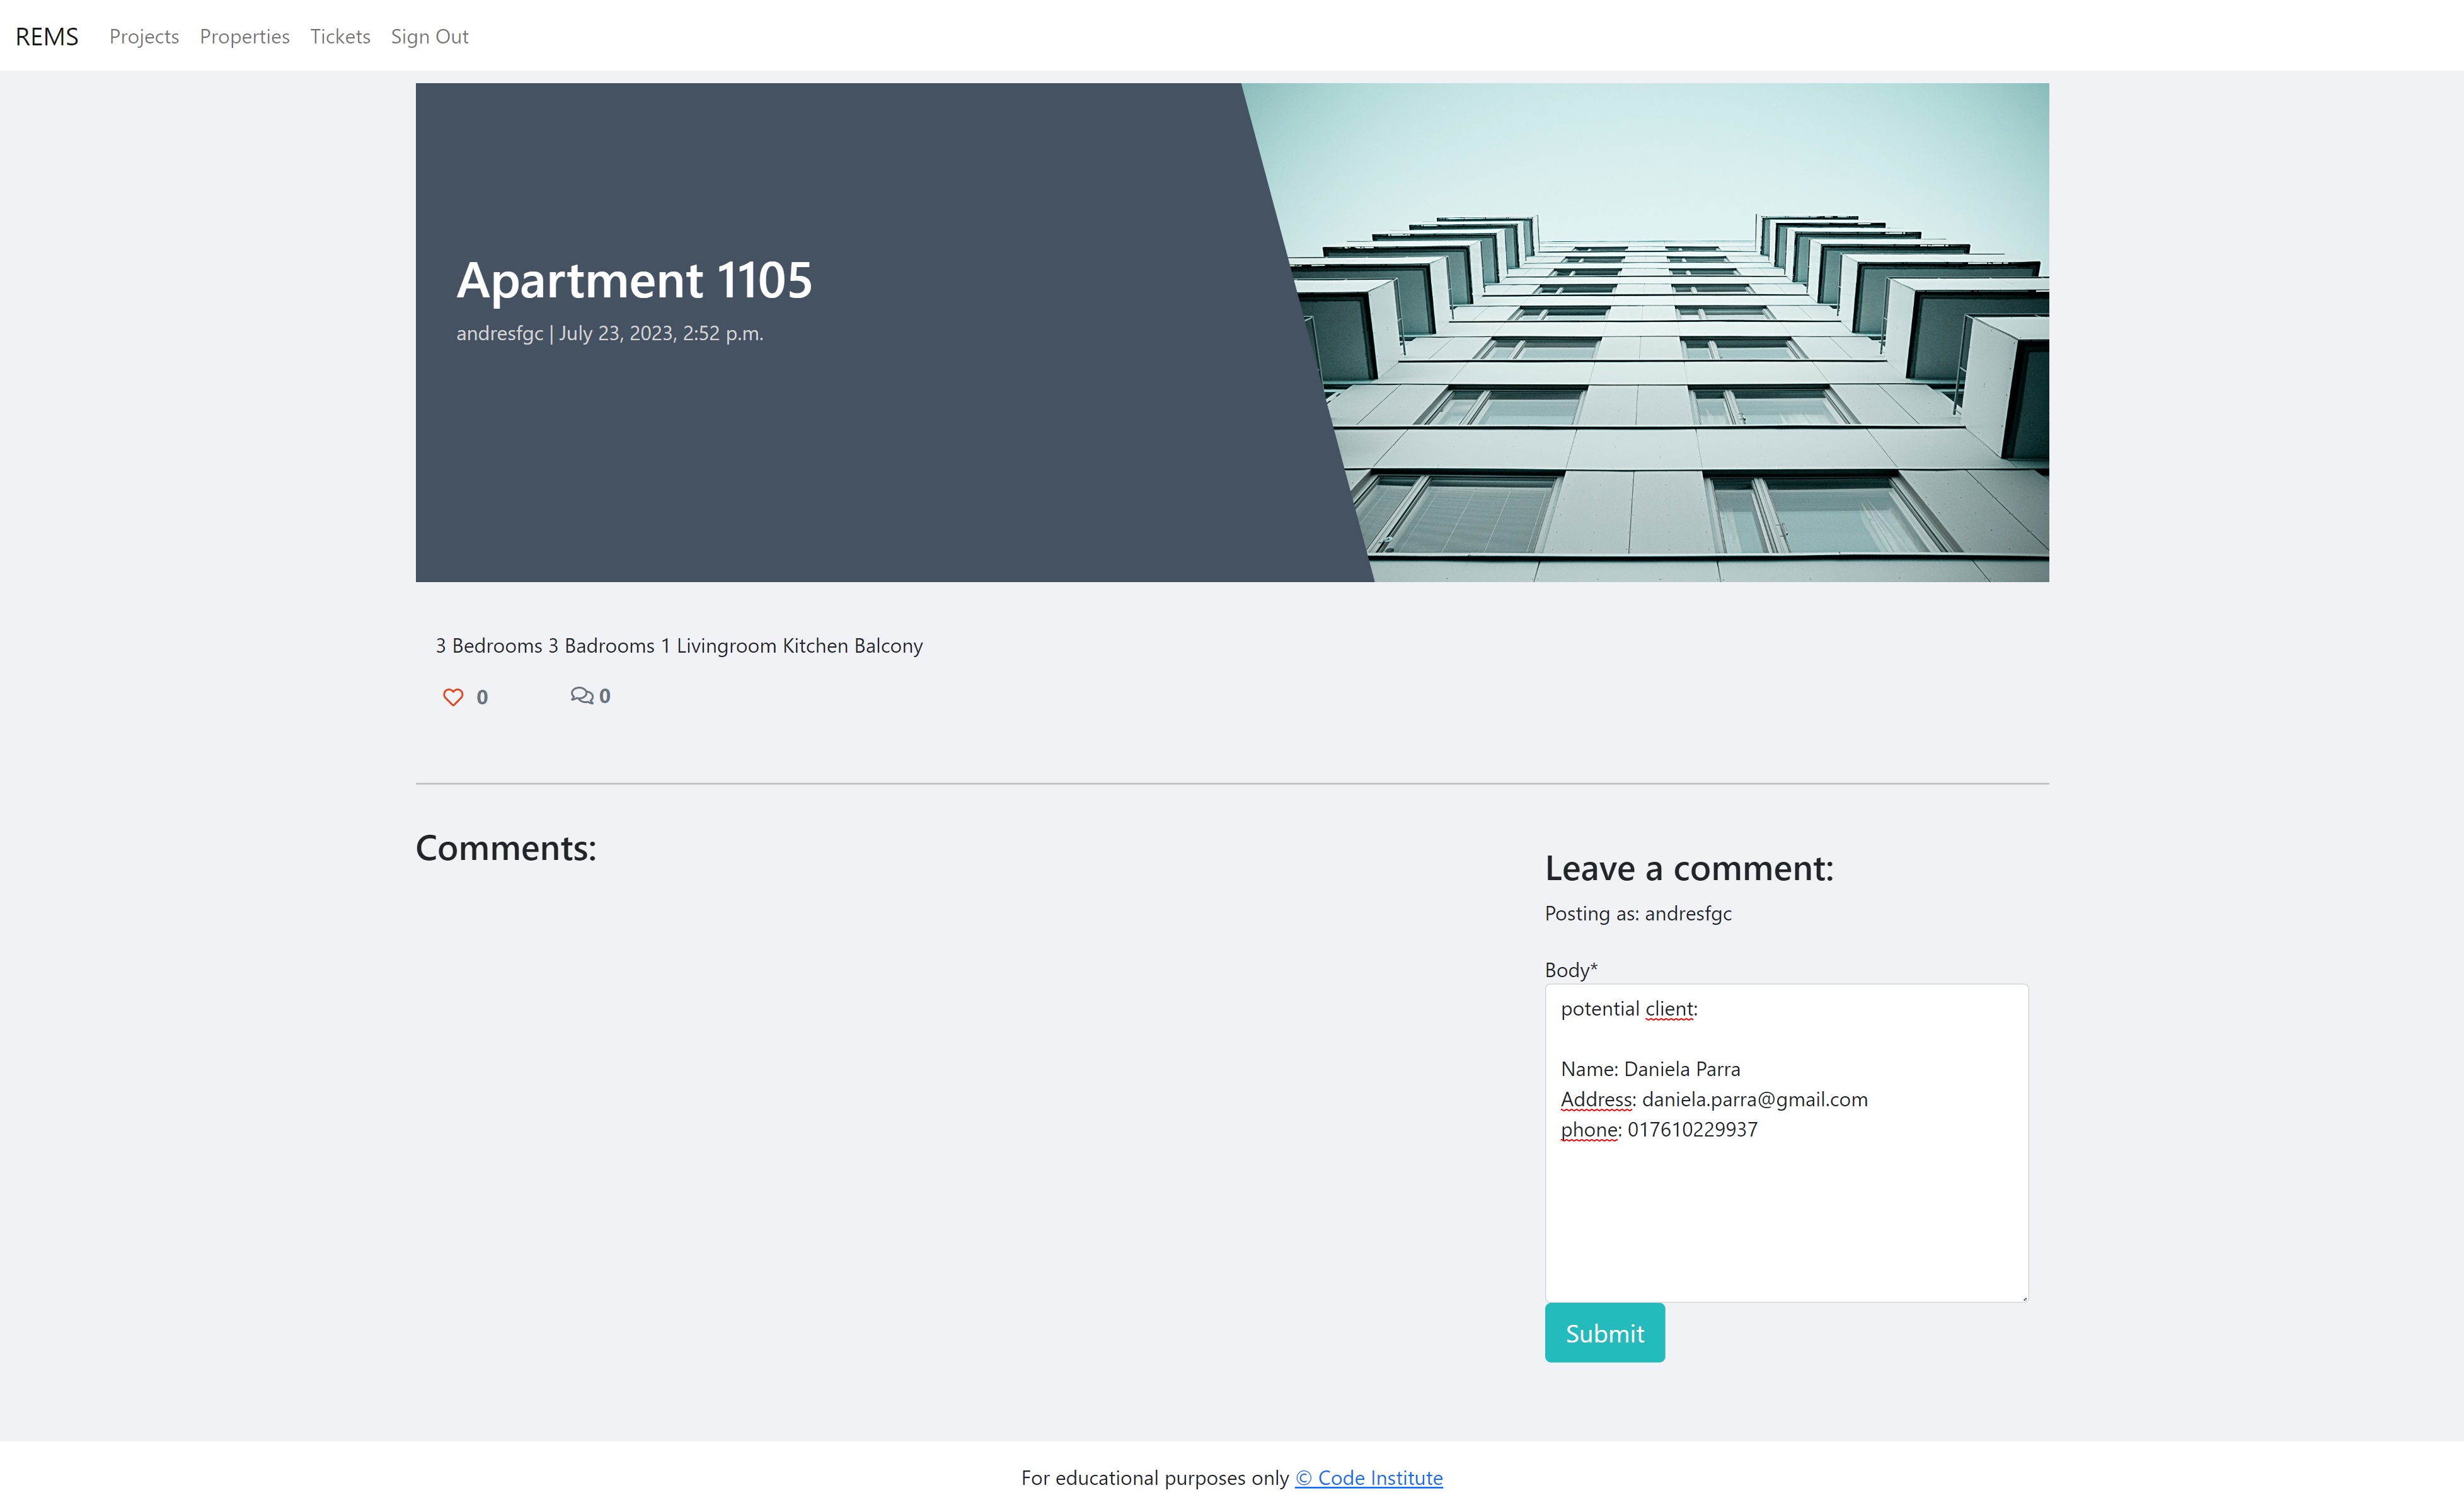 REMS Projects Properties Tickets Sign Out
Apartment 1105
andresfgc | July 23, 2023, 2:52 p.m.
3 Bedrooms 3 Badrooms 1 Livingroom Kitchen Balcony
0 0
Comments:
Leave a comment:
Posting as: andresfgc
Body*
potential client:
Name: Daniela Parra
Address: daniela.parra@gmail.com
phone: 017610229937
Submit
For educational purposes only © Code Institute